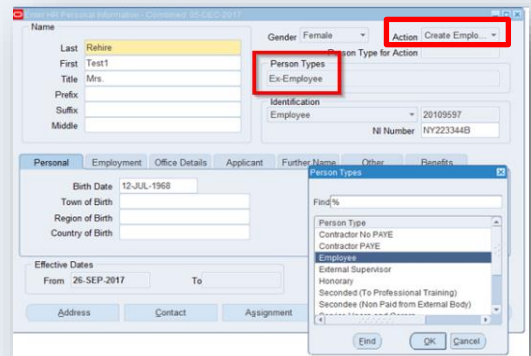 Enter HR Personal Information - Combined 05-DEC-2017
Name
Gender Female Action Create Emplo...
Last Rehire
Person Type for Action
First Test1
Person Types
Title Mrs.
Ex-Employee
Prefix
Identification
Suffix
Employee 20109597
Middle
NI Number NY223344B
Personal Employment Office Details Applicant Further Name Other Benefits
Birth Date 12-JUL-1968
Town of Birth
Region of Birth
Country of Birth
Effective Dates
From 26-SEP-2017 To
Address Contact Assignment
Person Types
Find %
Person Type
Contractor No PAYE
Contractor PAYE
Employee
External Supervisor
Honorary
Seconded (To Professional Training)
Secondee (Non Paid from External Body)
Find OK Cancel